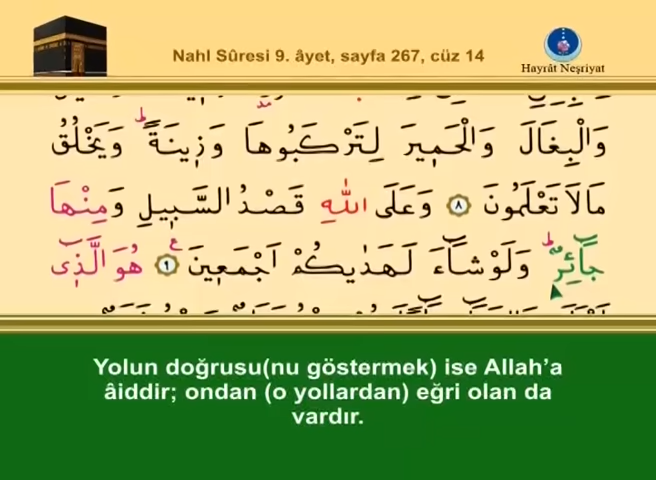 Nahl Sûresi 9. âyet, sayfa 267, cüz 14
Hayrât Neşriyat
وَالْبِغَالَ وَالْحَمٖيرَ لِتَرْكَبُوهَا وَزٖينَةً وَيَخْلُقُ
مَالَا تَعْلَمُونَ ٨ وَعَلَى اللّٰهِ قَصْدُ السَّبٖيلِ وَمِنْهَا
جَٓائِرٌ وَلَوْ شَٓاءَ لَهَدٰيكُمْ اَجْمَعٖينَ ٩ هُوَ الَّذٖٓى
Yolun doğrusu(nu göstermek) ise Allah’a
âiddir; ondan (o yollardan) eğri olan da
vardır.